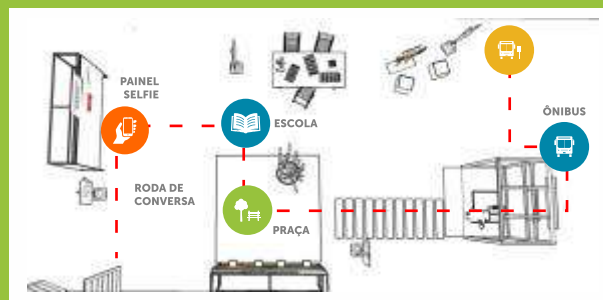 PAINEL
SELFIE
ESCOLA
ÔNIBUS
RODA DE
CONVERSA
PRAÇA